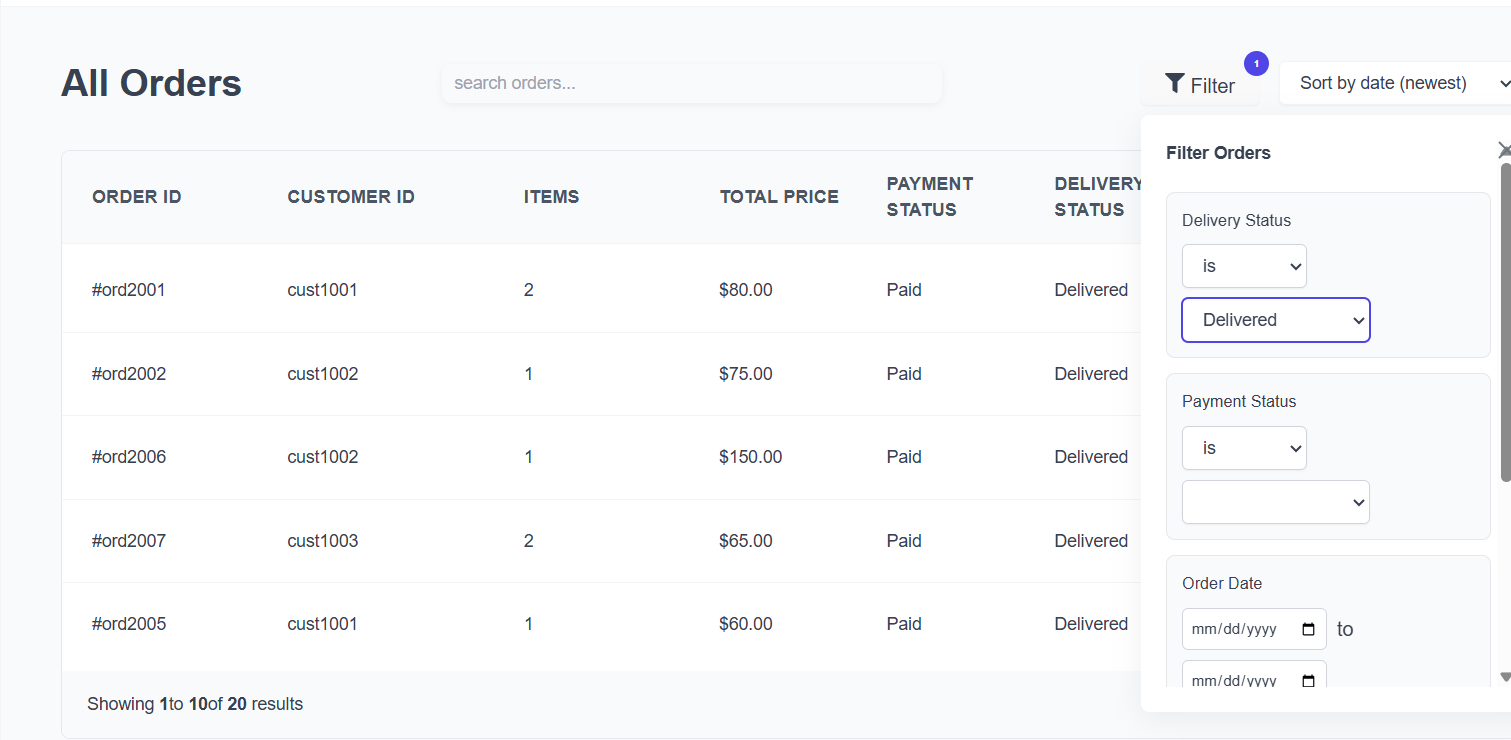 All Orders
search orders...
Filter
1
Sort by date (newest)
ORDER ID CUSTOMER ID ITEMS TOTAL PRICE PAYMENT STATUS DELIVERY STATUS
#ord2001 cust1001 2 $80.00 Paid Delivered
#ord2002 cust1002 1 $75.00 Paid Delivered
#ord2006 cust1002 1 $150.00 Paid Delivered
#ord2007 cust1003 2 $65.00 Paid Delivered
#ord2005 cust1001 1 $60.00 Paid Delivered
Showing 1to 10of 20 results
Filter Orders
Delivery Status
is
Delivered
Payment Status
is
Order Date
mm/dd/yyyy to
mm/dd/yyyy